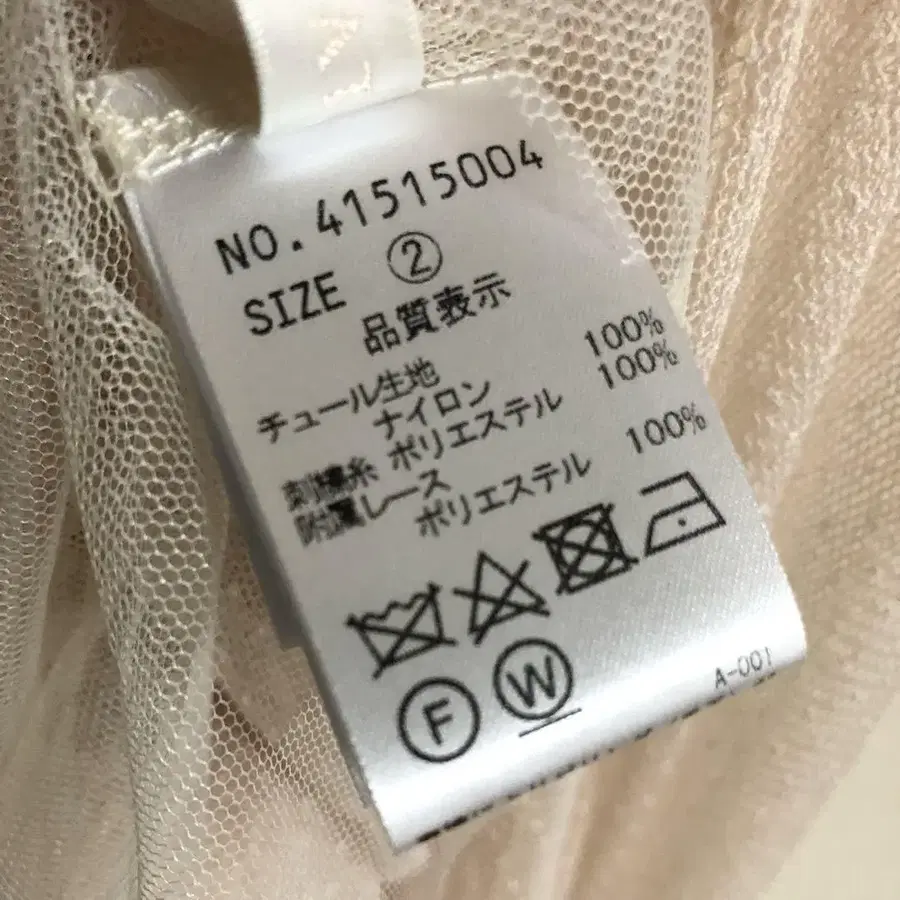 NO.41515004
SIZE ②
品質表示
チュール生地
ナイロン 100%
刺繍糸 ポリエステル 100%
附属レース
ポリエステル 100%
F W
A-001